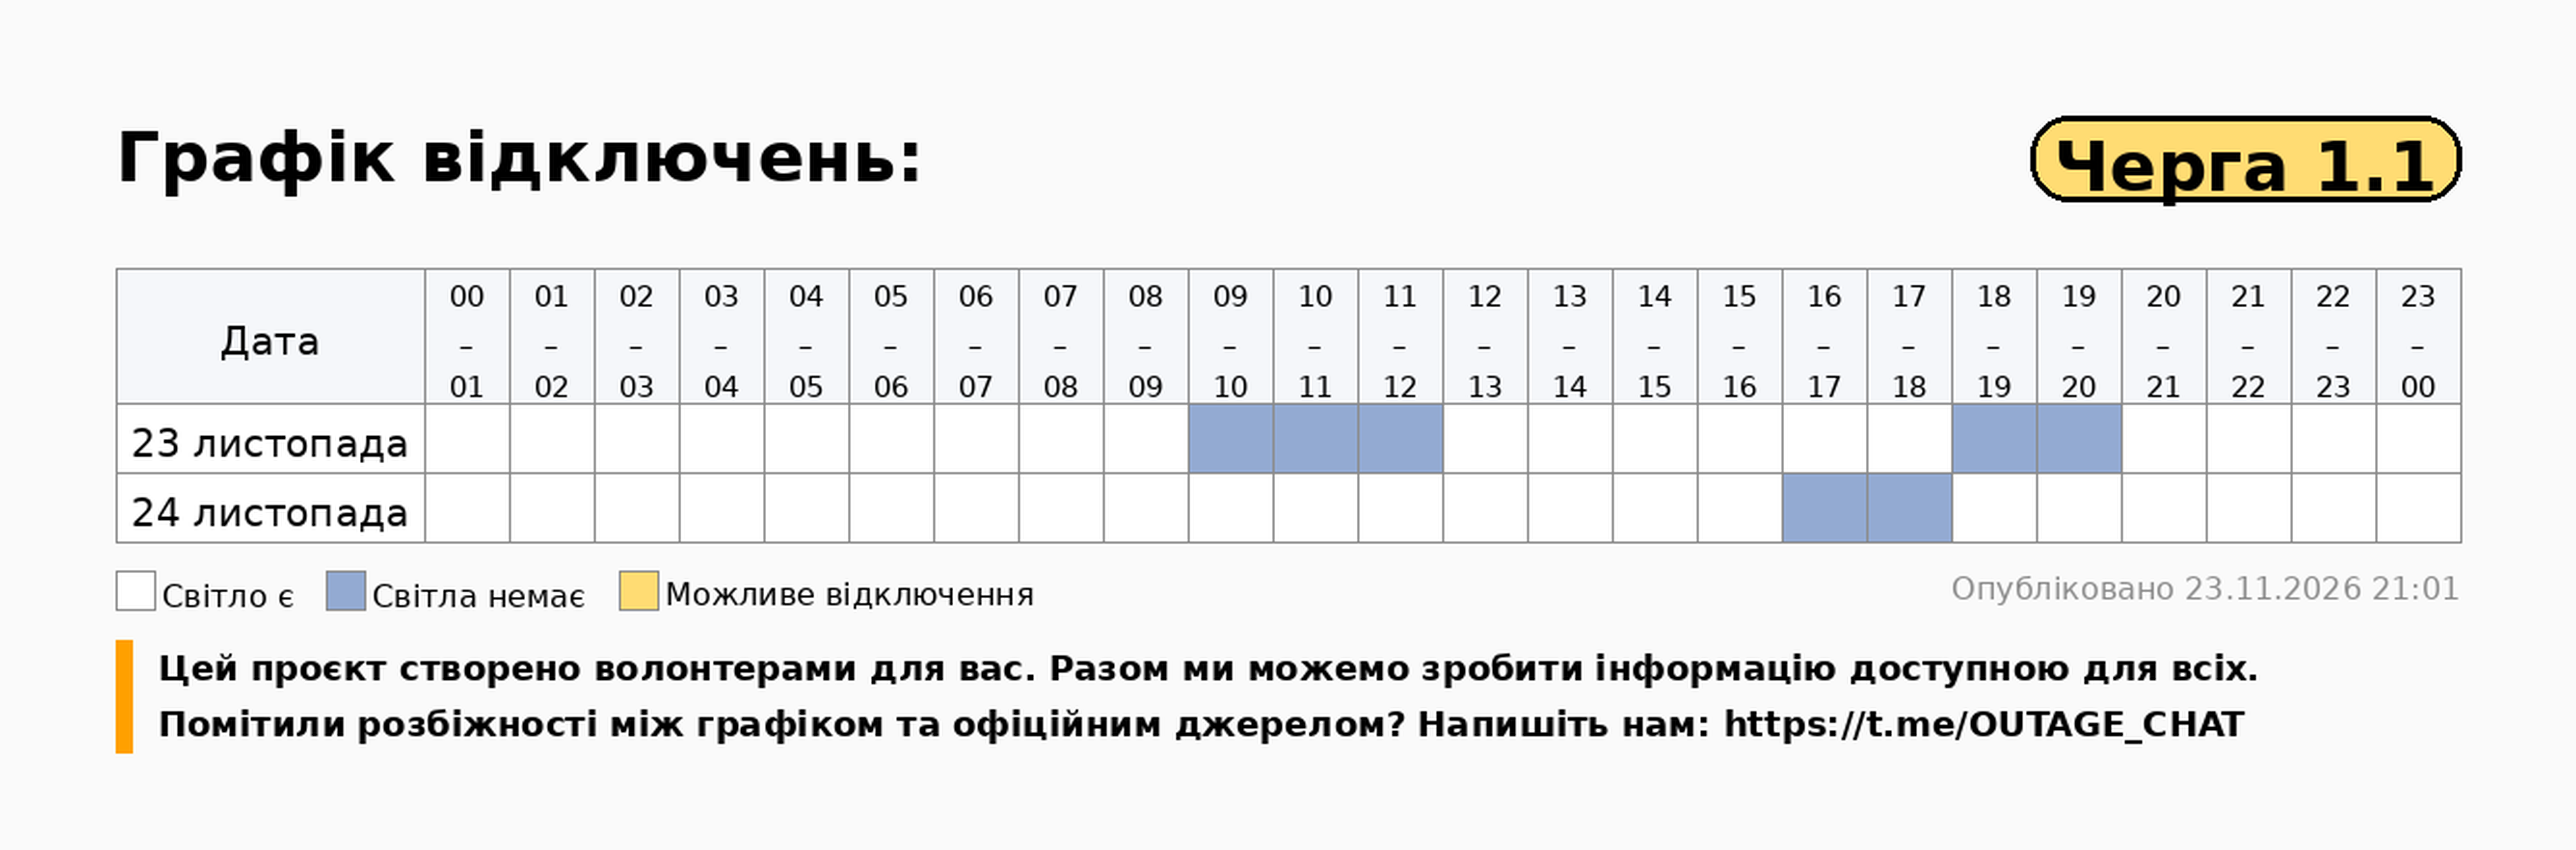 Графік відключень:
Черга 1.1
Дата 00–01 01–02 02–03 03–04 04–05 05–06 06–07 07–08 08–09 09–10 10–11 11–12 12–13 13–14 14–15 15–16 16–17 17–18 18–19 19–20 20–21 21–22 22–23 23–00
23 листопада
24 листопада
Світло є Світла немає Можливе відключення
Опубліковано 23.11.2026 21:01
Цей проєкт створено волонтерами для вас. Разом ми можемо зробити інформацію доступною для всіх.
Помітили розбіжності між графіком та офіційним джерелом? Напишіть нам: https://t.me/OUTAGE_CHAT